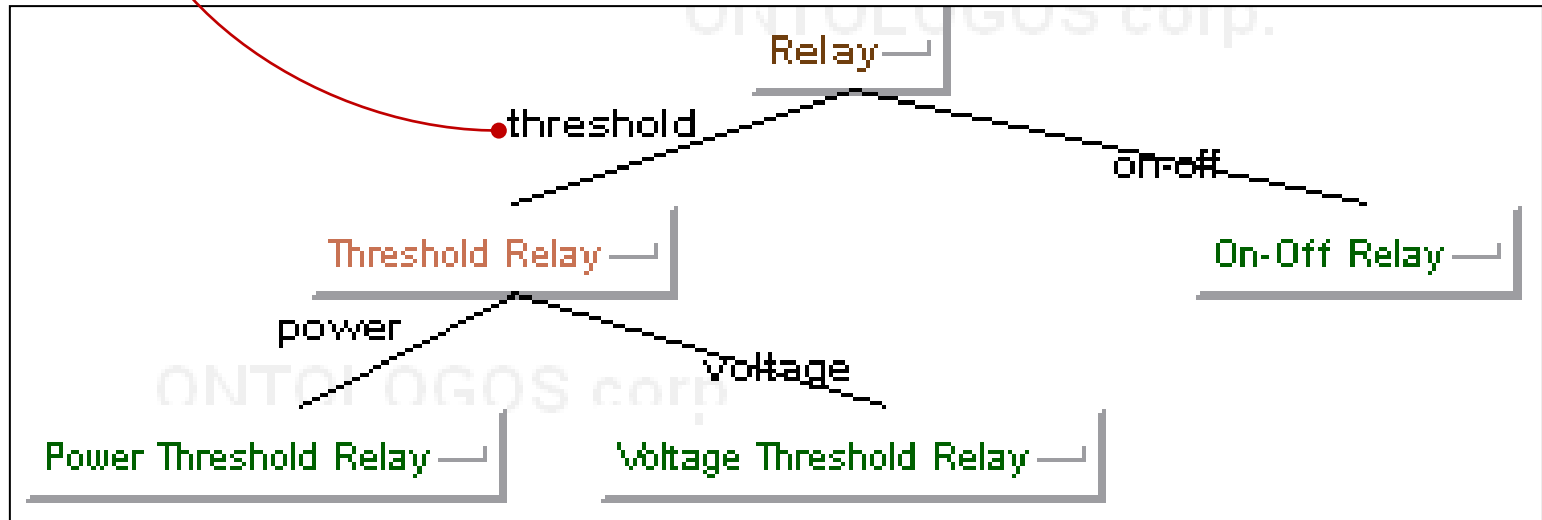 ONTOLOGOS corp.
Relay
threshold
on-off
Threshold Relay
On-Off Relay
power
voltage
ONTOLOGOS corp.
Power Threshold Relay
Voltage Threshold Relay